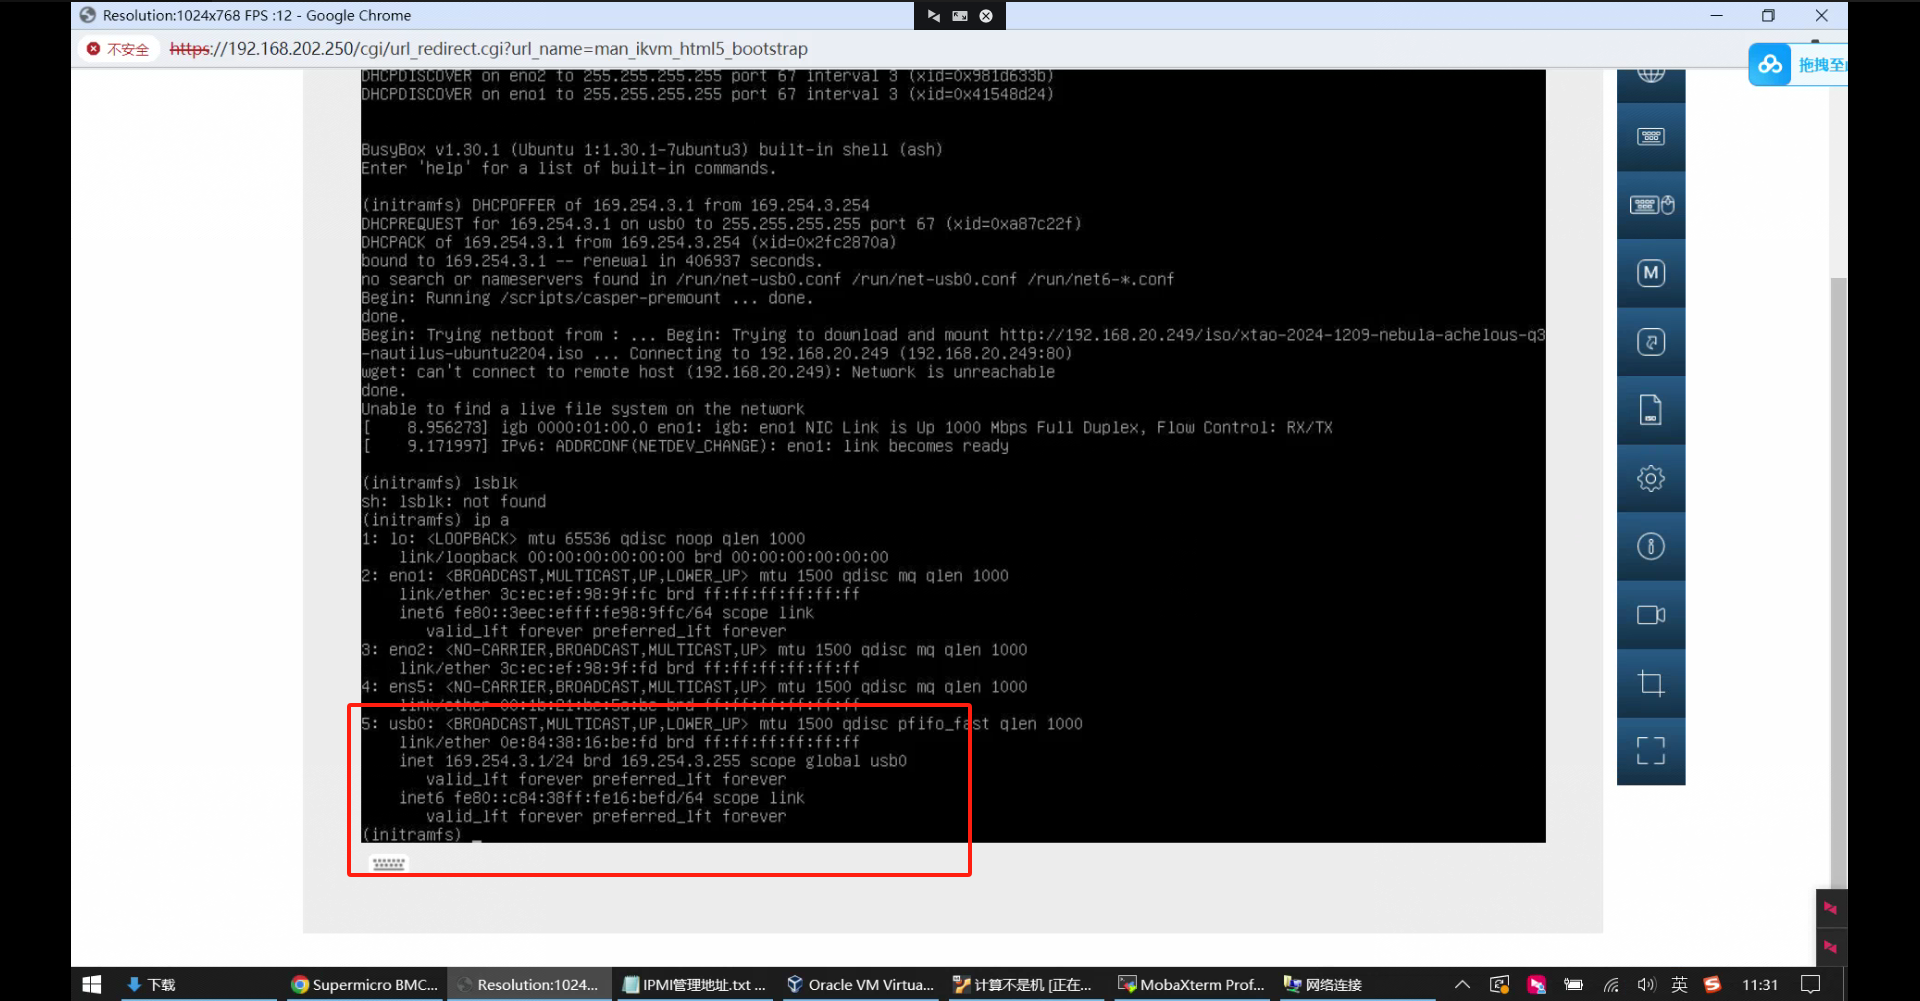 Resolution:1024x768 FPS :12 - Google Chrome
不安全
https://192.168.202.250/cgi/url_redirect.cgi?url_name=man_ikvm_html5_bootstrap
拖拽至
DHCPDISCOVER on eno2 to 255.255.255.255 port 67 interval 3 (xid=0x981d633b)
DHCPDISCOVER on eno1 to 255.255.255.255 port 67 interval 3 (xid=0x41548d24)
BusyBox v1.30.1 (Ubuntu 1:1.30.1-7ubuntu3) built-in shell (ash)
Enter 'help' for a list of built-in commands.
(initramfs) DHCPOFFER of 169.254.3.1 from 169.254.3.254
DHCPREQUEST for 169.254.3.1 on usb0 to 255.255.255.255 port 67 (xid=0xa87c22f)
DHCPACK of 169.254.3.1 from 169.254.3.254 (xid=0x2fc2870a)
bound to 169.254.3.1 -- renewal in 406937 seconds.
no search or nameservers found in /run/net-usb0.conf /run/net-usb0.conf /run/net6-*.conf
Begin: Running /scripts/casper-premount ... done.
done.
Begin: Trying netboot from : ... Begin: Trying to download and mount http://192.168.20.249/iso/xtao-2024-1209-nebula-achelous-q3
-nautilus-ubuntu2204.iso ... Connecting to 192.168.20.249 (192.168.20.249:80)
wget: can't connect to remote host (192.168.20.249): Network is unreachable
done.
Unable to find a live file system on the network
[    8.956273] igb 0000:01:00.0 eno1: igb: eno1 NIC Link is Up 1000 Mbps Full Duplex, Flow Control: RX/TX
[    9.171997] IPv6: ADDRCONF(NETDEV_CHANGE): eno1: link becomes ready
(initramfs) lsblk
sh: lsblk: not found
(initramfs) ip a
1: lo: <LOOPBACK> mtu 65536 qdisc noop qlen 1000
link/loopback 00:00:00:00:00:00 brd 00:00:00:00:00:00
2: eno1: <BROADCAST,MULTICAST,UP,LOWER_UP> mtu 1500 qdisc mq qlen 1000
link/ether 3c:ec:ef:98:9f:fc brd ff:ff:ff:ff:ff:ff
inet6 fe80::3eec:efff:fe98:9ffc/64 scope link
valid_lft forever preferred_lft forever
3: eno2: <NO-CARRIER,BROADCAST,MULTICAST,UP> mtu 1500 qdisc mq qlen 1000
link/ether 3c:ec:ef:98:9f:fd brd ff:ff:ff:ff:ff:ff
4: ens5: <NO-CARRIER,BROADCAST,MULTICAST,UP> mtu 1500 qdisc mq qlen 1000
link/ether brd ff:ff:ff:ff:ff:ff
5: usb0: <BROADCAST,MULTICAST,UP,LOWER_UP> mtu 1500 qdisc pfifo_fast qlen 1000
link/ether 0e:84:38:16:be:fd brd ff:ff:ff:ff:ff:ff
inet 169.254.3.1/24 brd 169.254.3.255 scope global usb0
valid_lft forever preferred_lft forever
inet6 fe80::c84:38ff:fe16:befd/64 scope link
valid_lft forever preferred_lft forever
(initramfs) _
M
ISO
下载
Supermicro BMC...
Resolution:1024...
IPMI管理地址.txt ...
Oracle VM Virtua...
计算不是机 [正在...
MobaXterm Prof...
网络连接
英
11:31